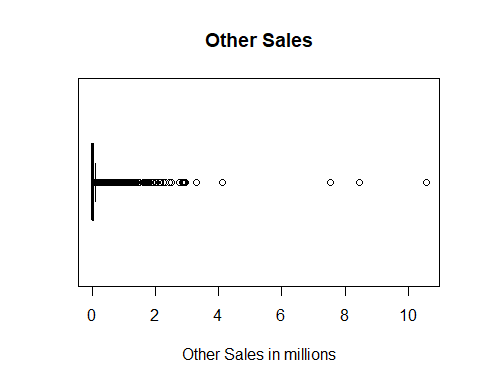 Other Sales
0 2 4 6 8 10
Other Sales in millions